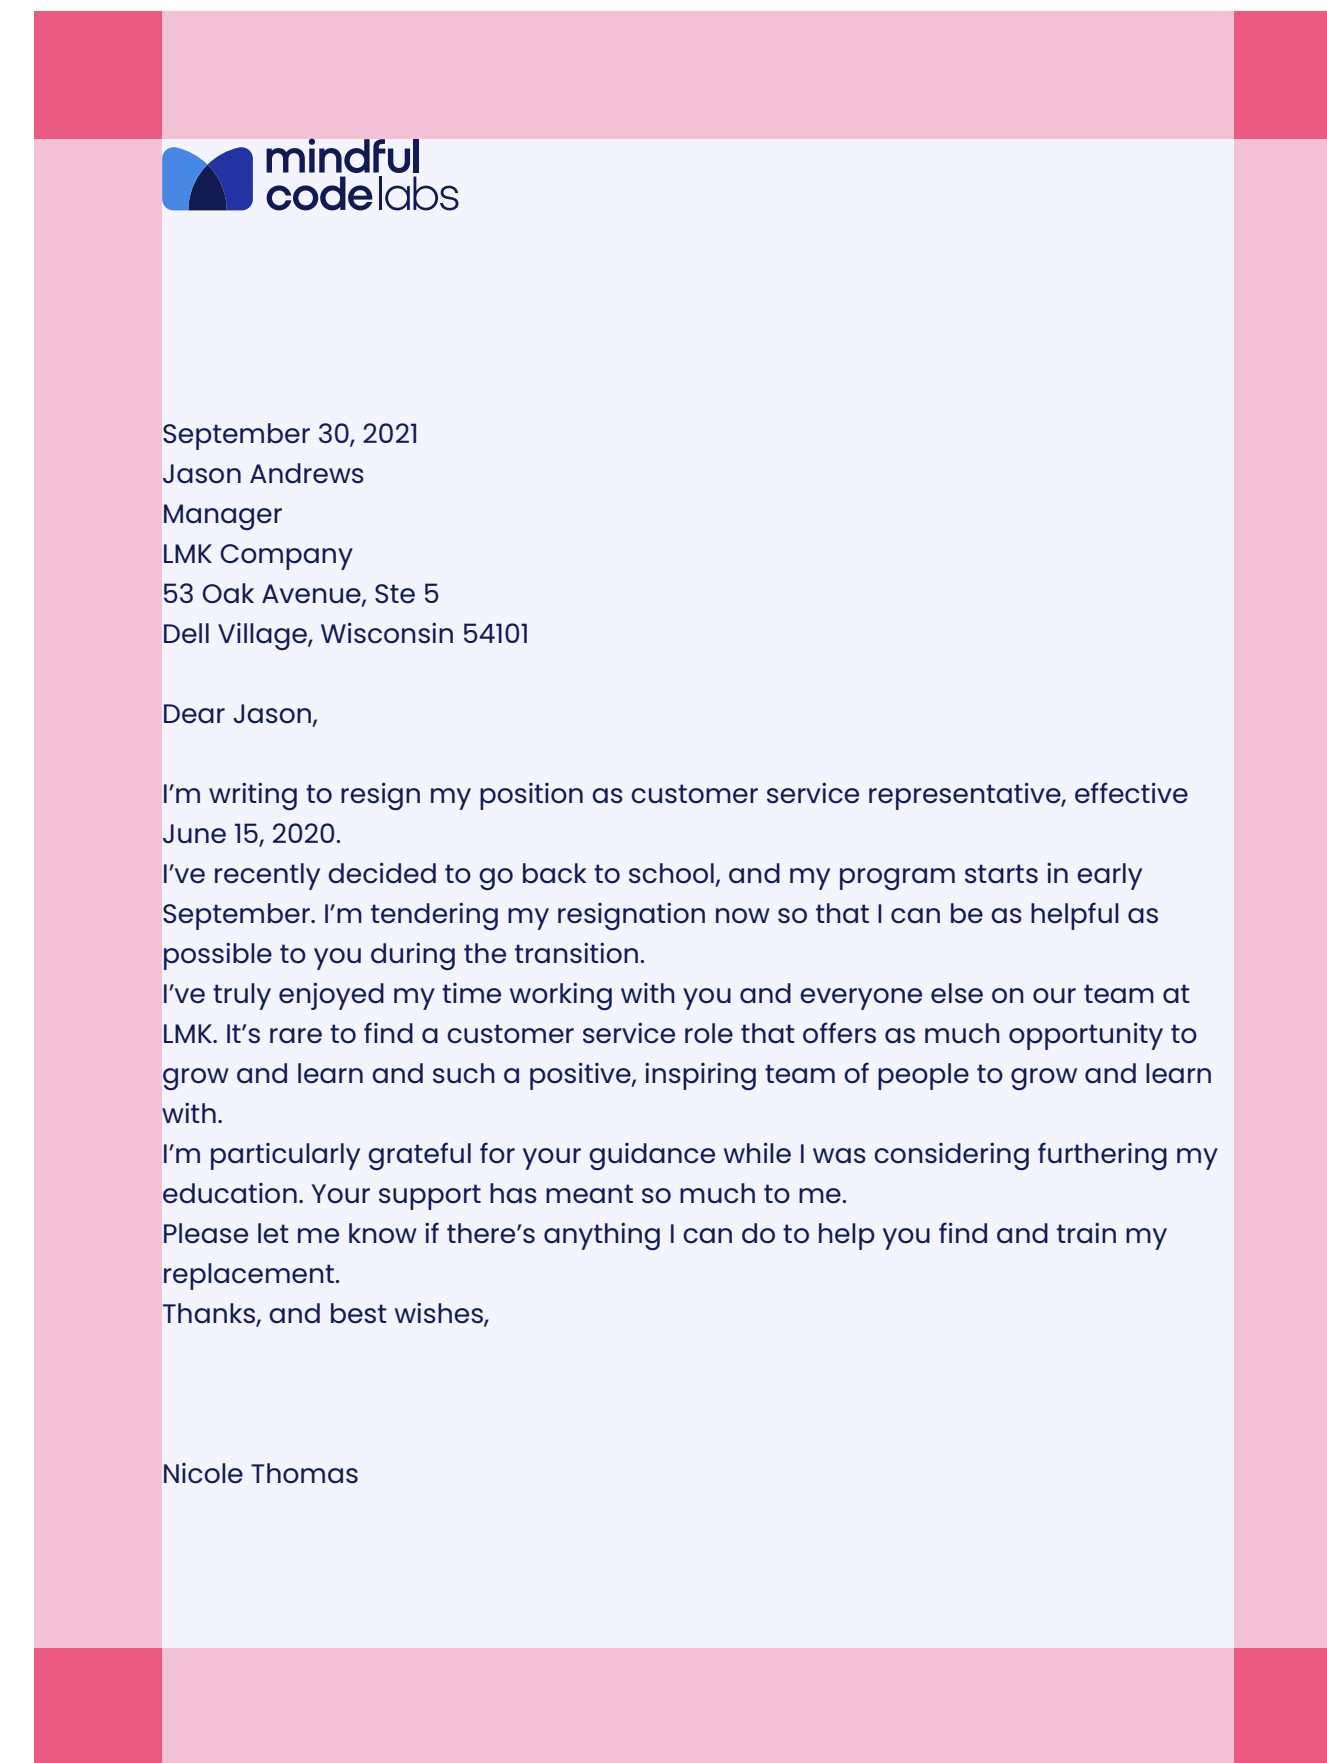 mindful
codelabs
September 30, 2021
Jason Andrews
Manager
LMK Company
53 Oak Avenue, Ste 5
Dell Village, Wisconsin 54101
Dear Jason,
I’m writing to resign my position as customer service representative, effective
June 15, 2020.
I’ve recently decided to go back to school, and my program starts in early
September. I’m tendering my resignation now so that I can be as helpful as
possible to you during the transition.
I’ve truly enjoyed my time working with you and everyone else on our team at
LMK. It’s rare to find a customer service role that offers as much opportunity to
grow and learn and such a positive, inspiring team of people to grow and learn
with.
I’m particularly grateful for your guidance while I was considering furthering my
education. Your support has meant so much to me.
Please let me know if there’s anything I can do to help you find and train my
replacement.
Thanks, and best wishes,
Nicole Thomas